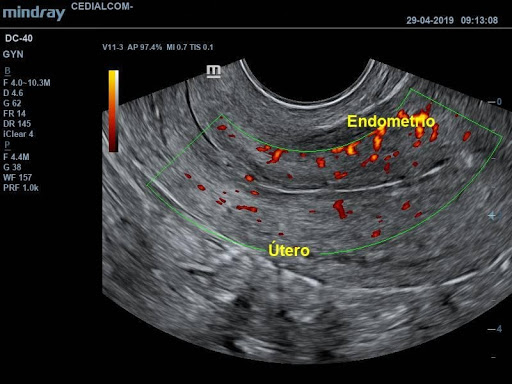 mindray CEDIALCOM-
29-04-2019 09:13:08
DC-40
GYN
V11-3 AP 97.4% MI 0.7 TIS 0.1
B
F 4.0~10.3M
D 4.6
G 62
FR 14
DR 145
iClear 4
P
F 4.4M
G 38
WF 157
PRF 1.0k
m
0
Endometrio
Útero
4